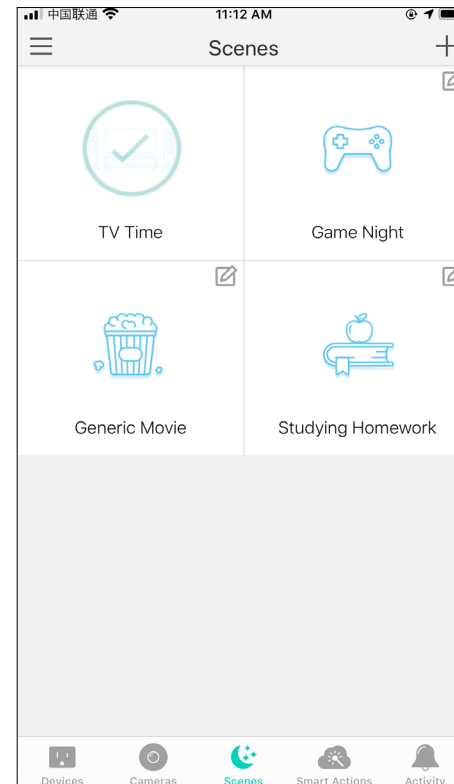 中国联通 11:12 AM
Scenes
TV Time Game Night
Generic Movie Studying Homework
Devices Cameras Scenes Smart Actions Activity